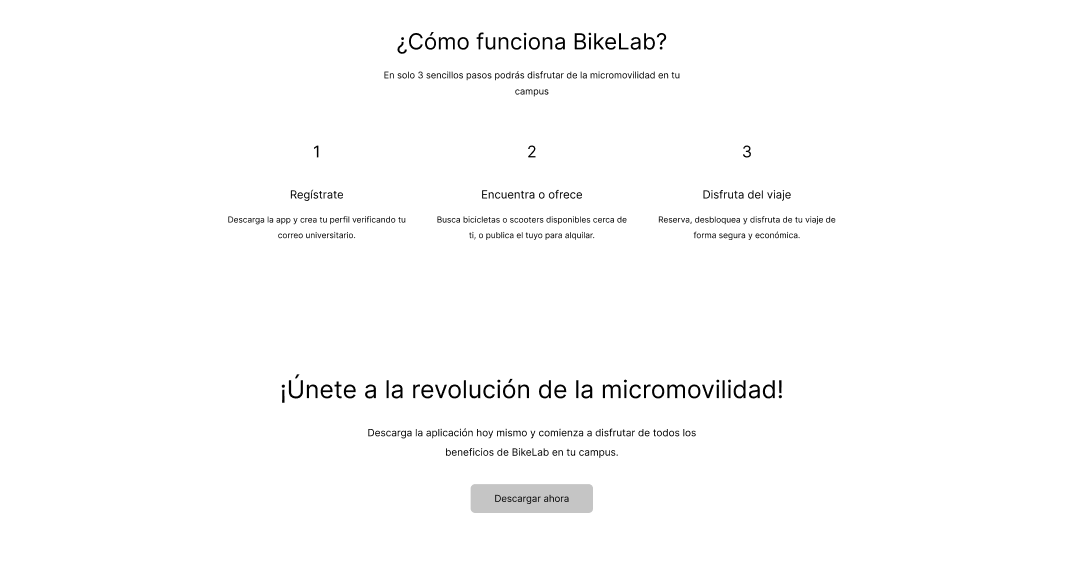 ¿Cómo funciona BikeLab?
En solo 3 sencillos pasos podrás disfrutar de la micromovilidad en tu
campus
1
Regístrate
Descarga la app y crea tu perfil verificando tu
correo universitario.
2
Encuentra o ofrece
Busca bicicletas o scooters disponibles cerca de
ti, o publica el tuyo para alquilar.
3
Disfruta del viaje
Reserva, desbloquea y disfruta de tu viaje de
forma segura y económica.
¡Únete a la revolución de la micromovilidad!
Descarga la aplicación hoy mismo y comienza a disfrutar de todos los
beneficios de BikeLab en tu campus.
Descargar ahora